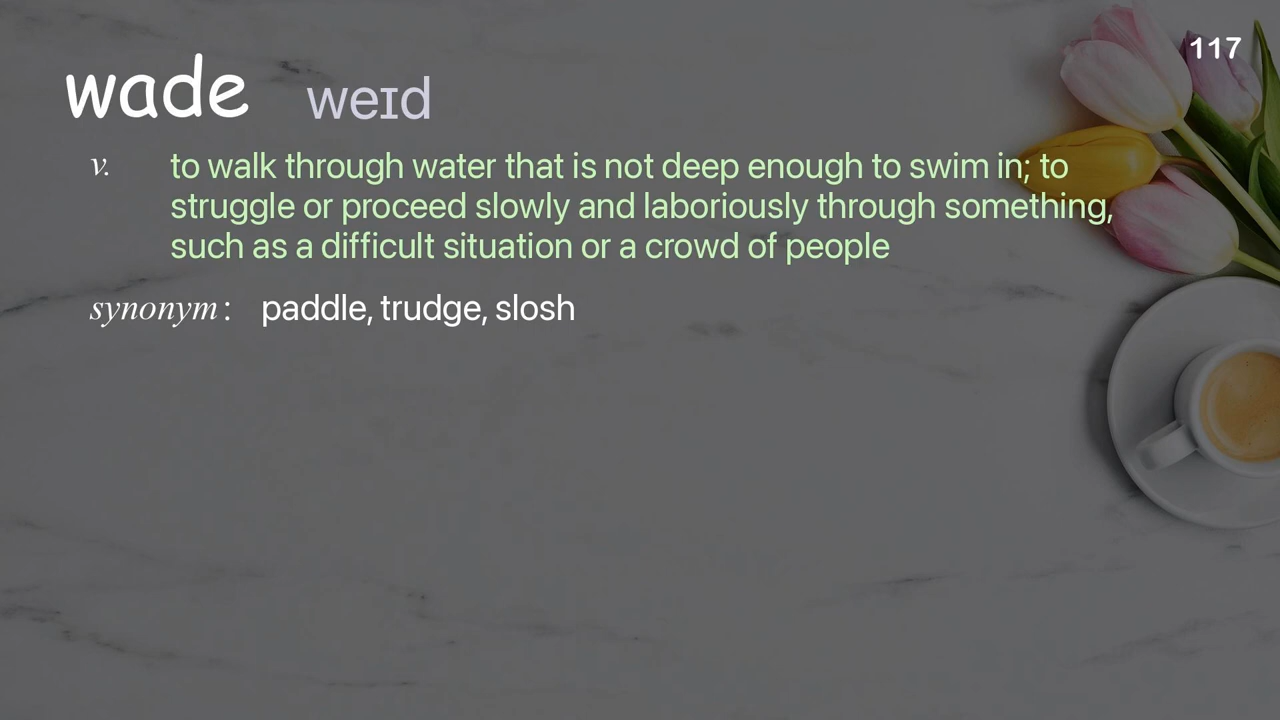 117
wade weɪd
v. to walk through water that is not deep enough to swim in; to
struggle or proceed slowly and laboriously through something,
such as a difficult situation or a crowd of people
synonym: paddle, trudge, slosh